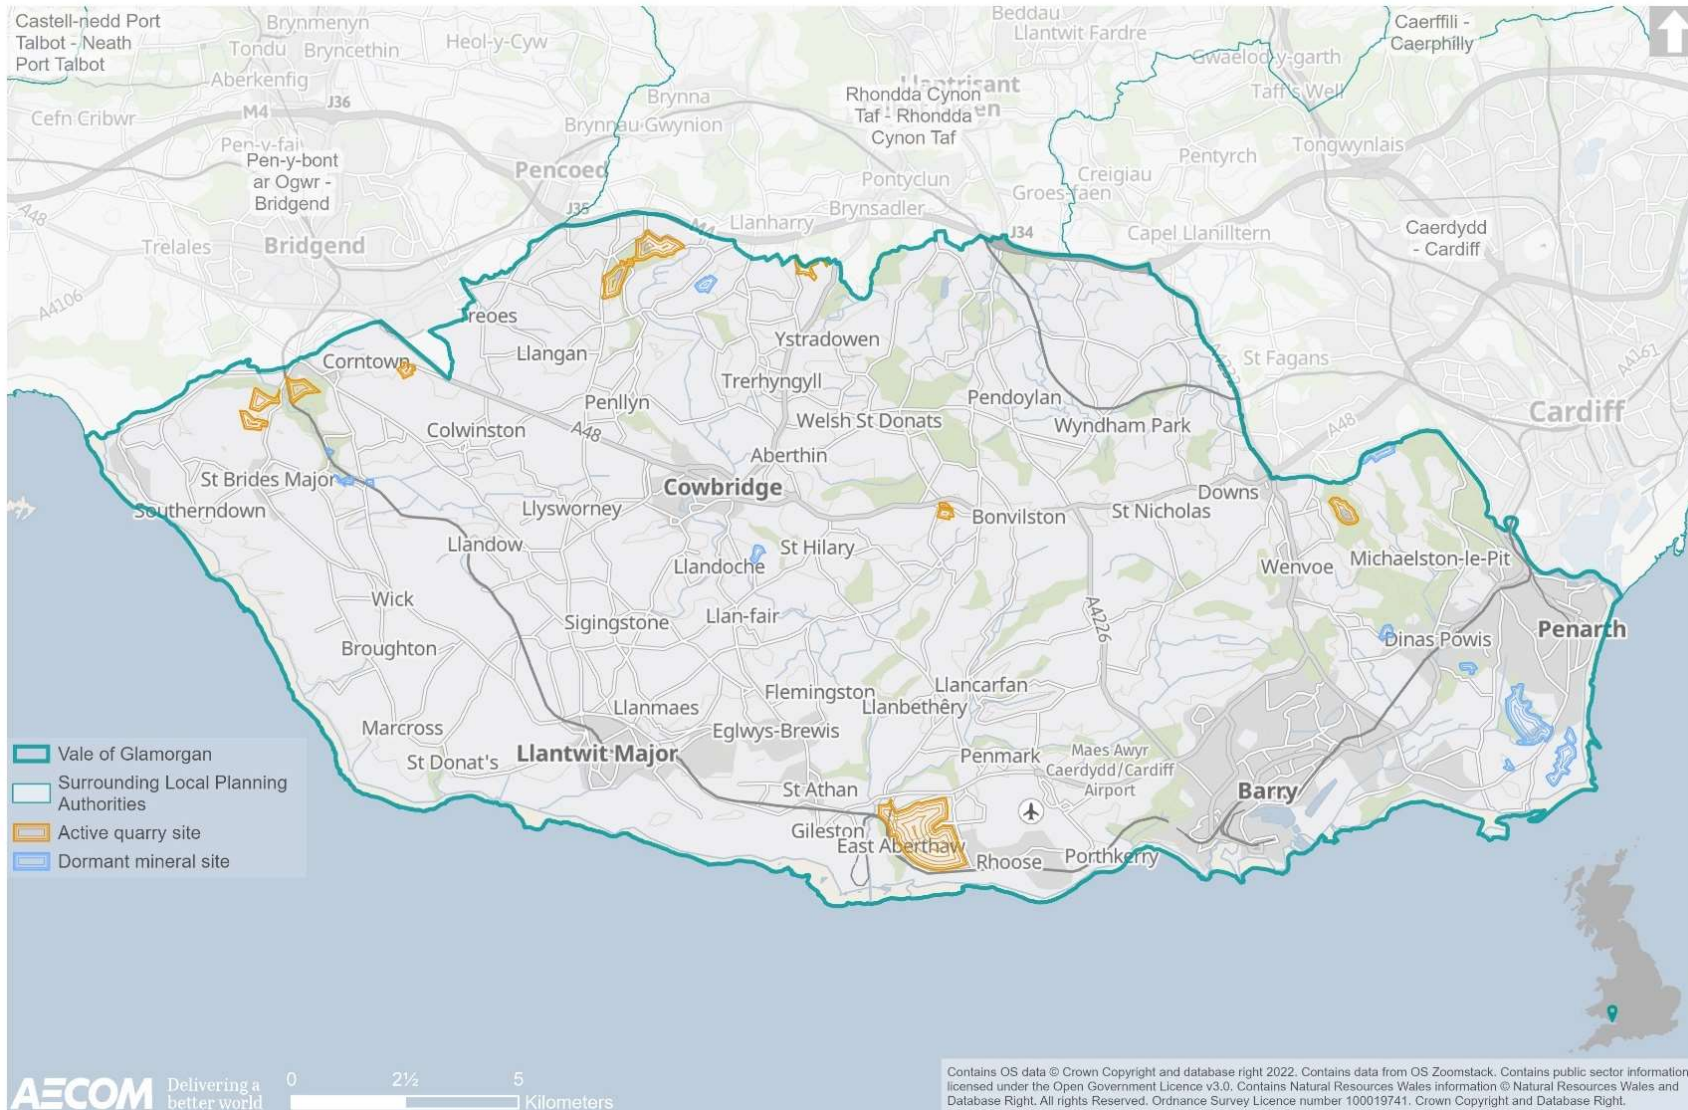 Castell-nedd Port
Talbot - Neath
Port Talbot
Brynmenyn
Tondu
Bryncethin
Heol-y-Cyw
Aberkenfig
Beddau
Llantwit Fardre
Caerffili -
Caerphilly
Gwaelod-y-garth
Taff's Well
J36
M4
Cefn Cribwr
Pen-y-fai
Brynna
Brynnau Gwynion
Rhondda Cynon
Taf - Rhondda
Cynon Taf
Tongwynlais
Pen-y-bont
ar Ogwr -
Bridgend
Pencoed
Pentyrch
Creigiau
Pontyclun
Groes-faen
A48
J35
Llanharry
Brynsadler
Trelales
Bridgend
J34
Capel Llanilltern
Caerdydd
- Cardiff
A4106
Treoes
Ystradowen
St Fagans
A4232
A4161
Corntown
Llangan
Trerhyngyll
Penllyn
Pendoylan
Cardiff
A48
Colwinston
A48
Welsh St Donats
Wyndham Park
Aberthin
St Brides Major
Cowbridge
Downs
Southerndown
Llysworney
Bonvilston
St Nicholas
Llandow
St Hilary
Michaelston-le-Pit
Llandoche
Wenvoe
Wick
Llan-fair
Sigingstone
A4226
Penarth
Broughton
Dinas Powis
Flemingston
Llancarfan
Llanmaes
Llanbethêry
Marcross
Eglwys-Brewis
Llantwit Major
Penmark
Maes Awyr
Caerdydd/Cardiff
Airport
St Donat's
St Athan
Barry
Gileston
East Aberthaw
Rhoose
Porthkerry
Vale of Glamorgan
Surrounding Local Planning
Authorities
Active quarry site
Dormant mineral site
AECOM
Delivering a
better world
0 2½ 5
Kilometers
Contains OS data © Crown Copyright and database right 2022. Contains data from OS Zoomstack. Contains public sector information
licensed under the Open Government Licence v3.0. Contains Natural Resources Wales information © Natural Resources Wales and
Database Right. All rights Reserved. Ordnance Survey Licence number 100019741. Crown Copyright and Database Right.